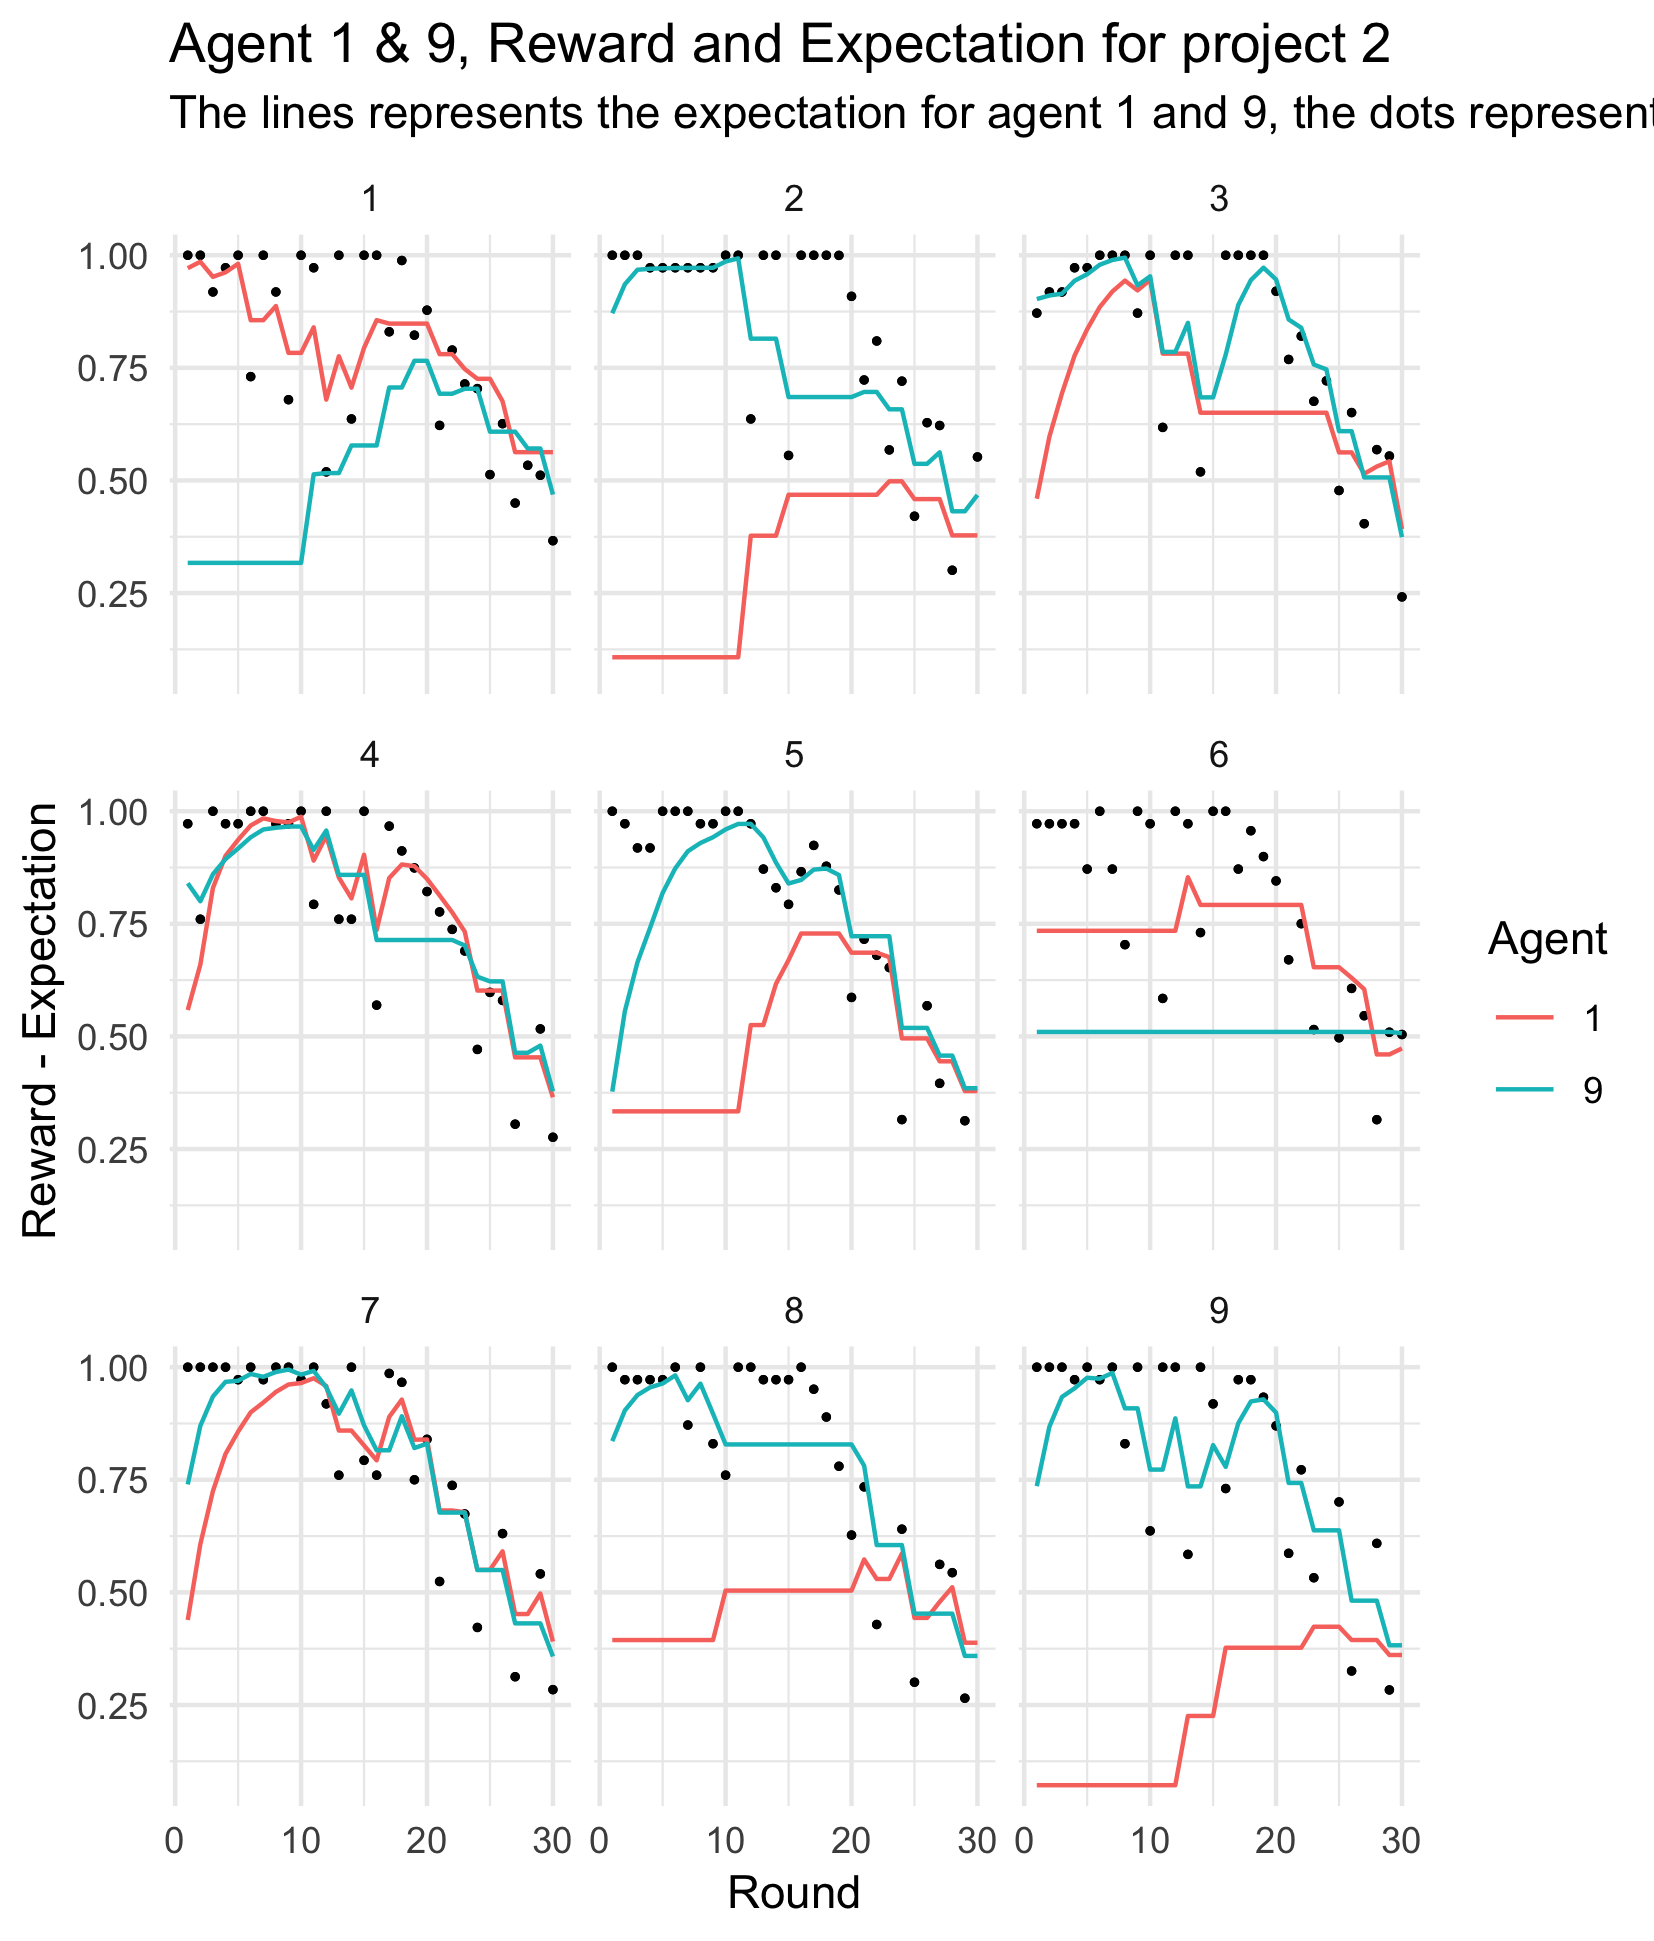 Agent 1 & 9, Reward and Expectation for project 2
The lines represents the expectation for agent 1 and 9, the dots represent
1 2 3
1.00
0.75
0.50
0.25
4 5 6
1.00
0.75
0.50
0.25
7 8 9
1.00
0.75
0.50
0.25
0 10 20 30 0 10 20 30 0 10 20 30
Round
Reward - Expectation
Agent
1
9